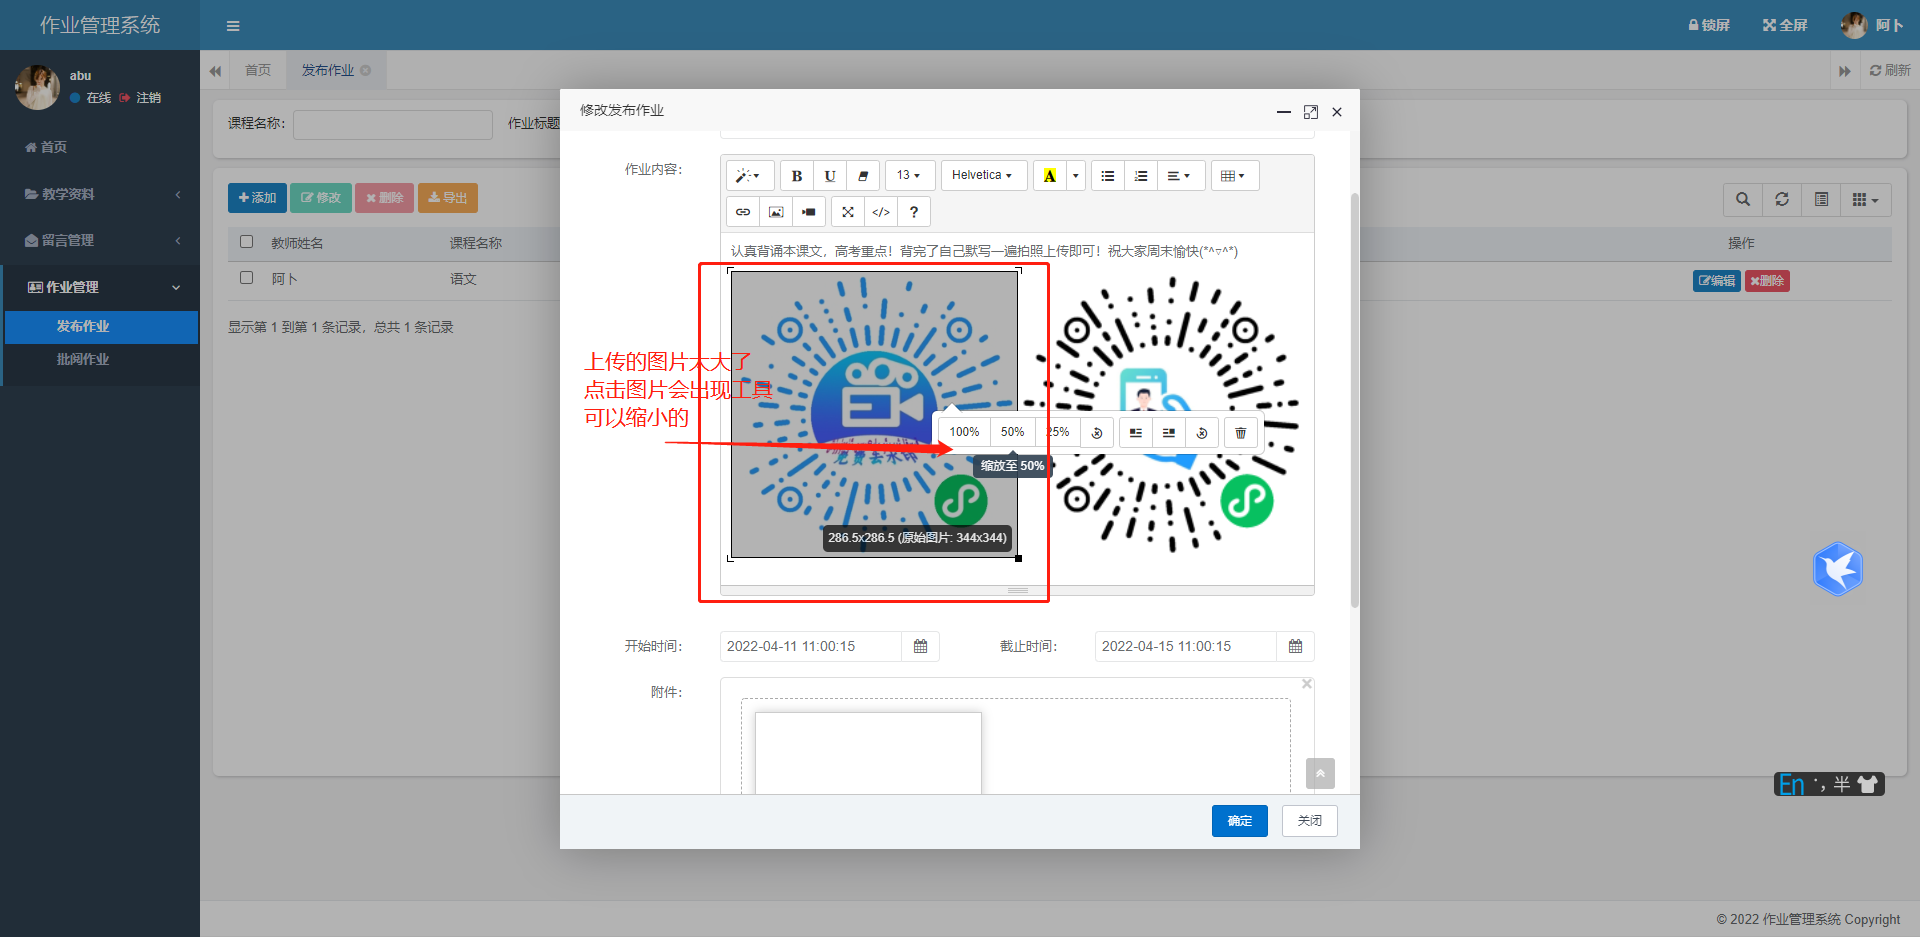 作业管理系统
锁屏
全屏
阿卜
abu
在线
注销
首页
发布作业
刷新
首页
教学资料
留言管理
作业管理
发布作业
批阅作业
课程名称：
作业标题
添加
修改
删除
导出
教师姓名
课程名称
操作
阿卜
语文
编辑
删除
显示第 1 到第 1 条记录，总共 1 条记录
修改发布作业
作业内容：
B
U
13
Helvetica
A
</>
?
认真背诵本课文，高考重点！背完了自己默写一遍拍照上传即可！祝大家周末愉快(*^▽^*)
上传的图片太大了
点击图片会出现工具
可以缩小的
100%
50%
25%
免费去水印
缩放至 50%
286.5x286.5 (原始图片: 344x344)
开始时间：
2022-04-11 11:00:15
截止时间：
2022-04-15 11:00:15
附件：
En
半
确定
关闭
© 2022 作业管理系统 Copyright